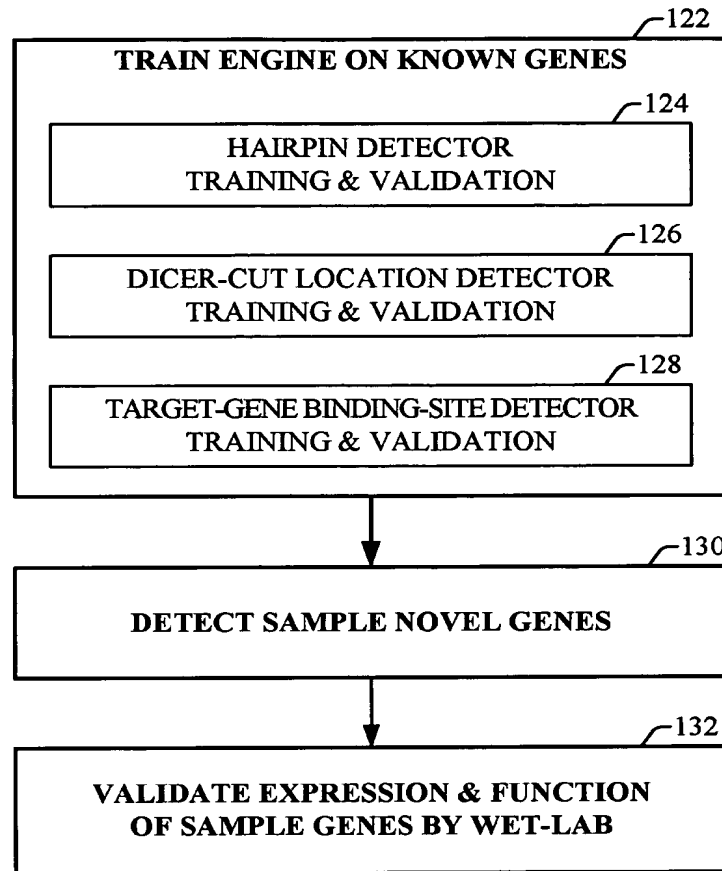 122
TRAIN ENGINE ON KNOWN GENES
124
HAIRPIN DETECTOR
TRAINING & VALIDATION
126
DICER-CUT LOCATION DETECTOR
TRAINING & VALIDATION
128
TARGET-GENE BINDING-SITE DETECTOR
TRAINING & VALIDATION
130
DETECT SAMPLE NOVEL GENES
132
VALIDATE EXPRESSION & FUNCTION
OF SAMPLE GENES BY WET-LAB